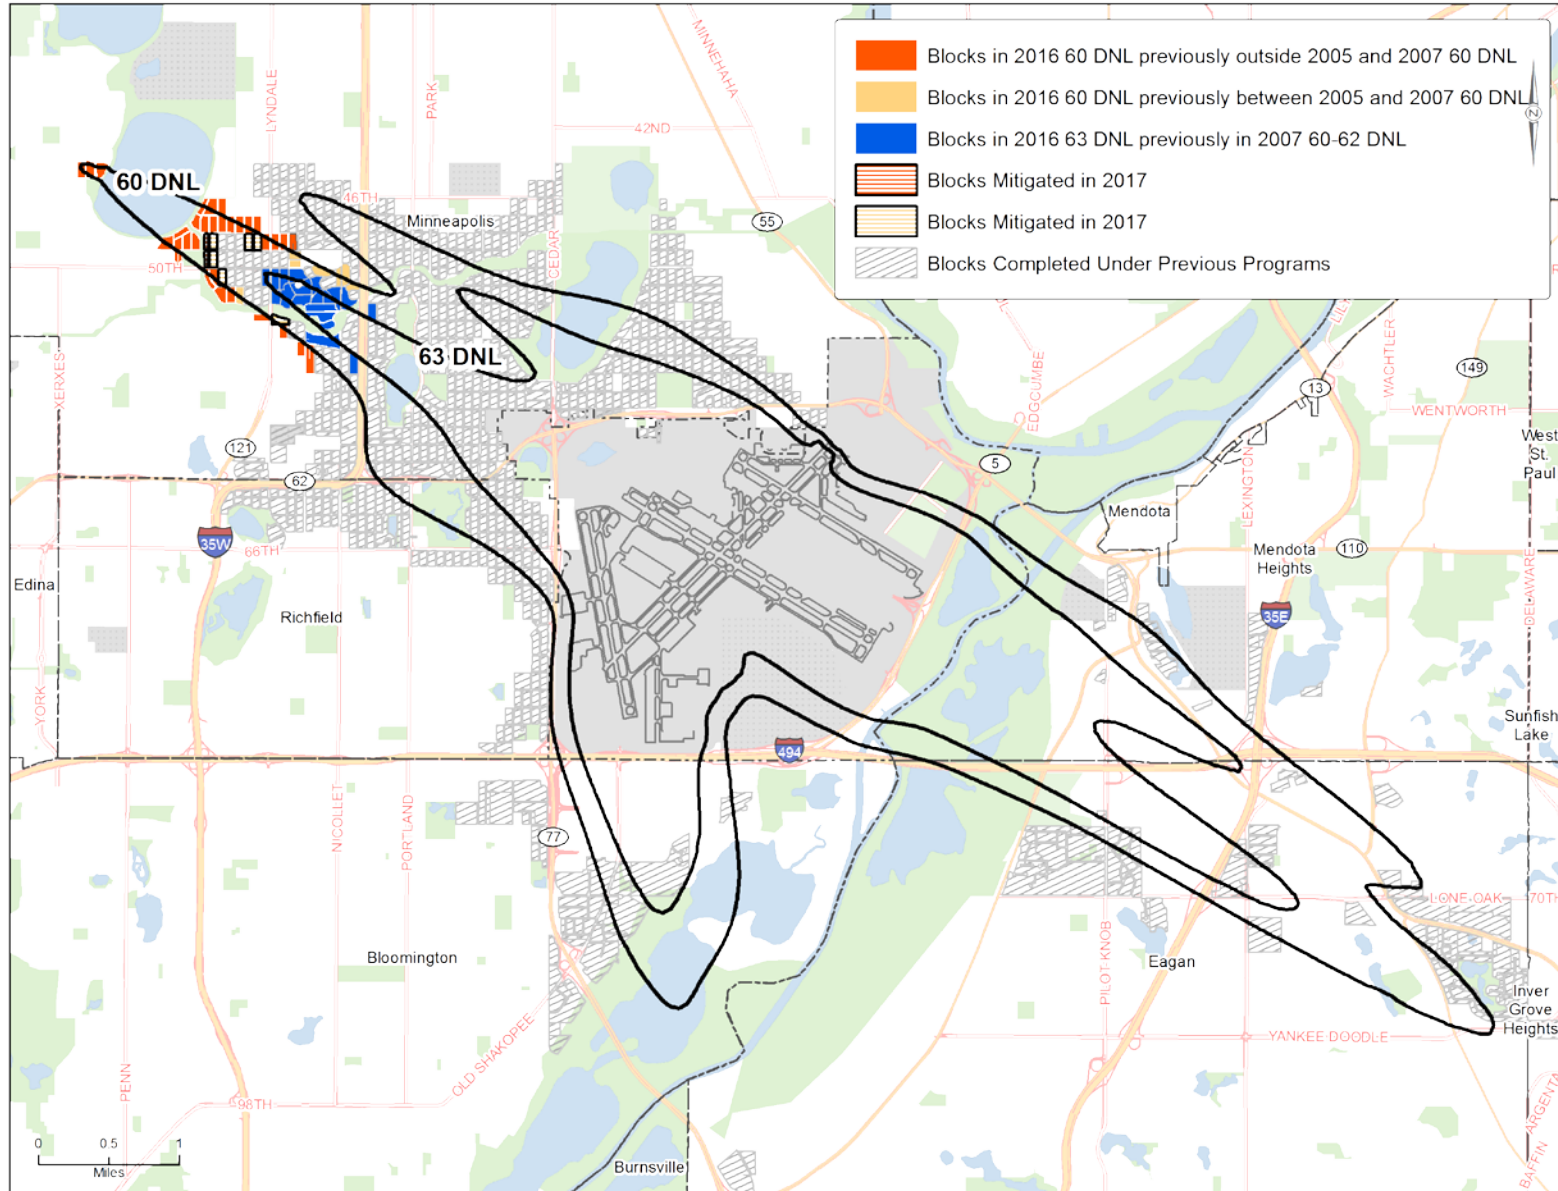 Blocks in 2016 60 DNL previously outside 2005 and 2007 60 DNL
Blocks in 2016 60 DNL previously between 2005 and 2007 60 DNL
Blocks in 2016 63 DNL previously in 2007 60-62 DNL
Blocks Mitigated in 2017
Blocks Mitigated in 2017
Blocks Completed Under Previous Programs
N
MINNEHAHA
LYNDALE
PARK
42ND
60 DNL
46TH
Minneapolis
55
CEDAR
50TH
63 DNL
XERXES
EDGCUMBE
WACHTLER
149
13
WENTWORTH
121
62
5
West
St.
Paul
LEXINGTON
Mendota
35W
66TH
Mendota
Heights
110
Edina
Richfield
35E
DELAWARE
YORK
Sunfish
Lake
494
NICOLLET
PORTLAND
77
LONE OAK
70TH
Bloomington
PILOT KNOB
Eagan
Inver
Grove
Heights
YANKEE DOODLE
OLD SHAKOPEE
PENN
98TH
ARGENTA
BAFFIN
0 0.5 1
Miles
Burnsville